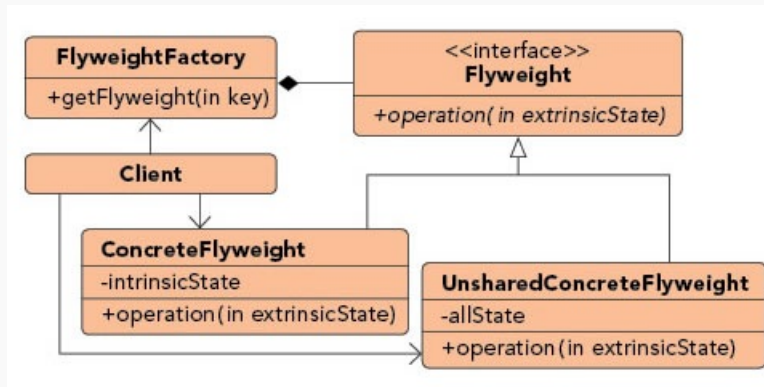 FlyweightFactory
+getFlyweight(in key)
<<interface>>
Flyweight
+operation( in extrinsicState)
Client
ConcreteFlyweight
-intrinsicState
+operation(in extrinsicState)
UnsharedConcreteFlyweight
-allState
+operation(in extrinsicState)